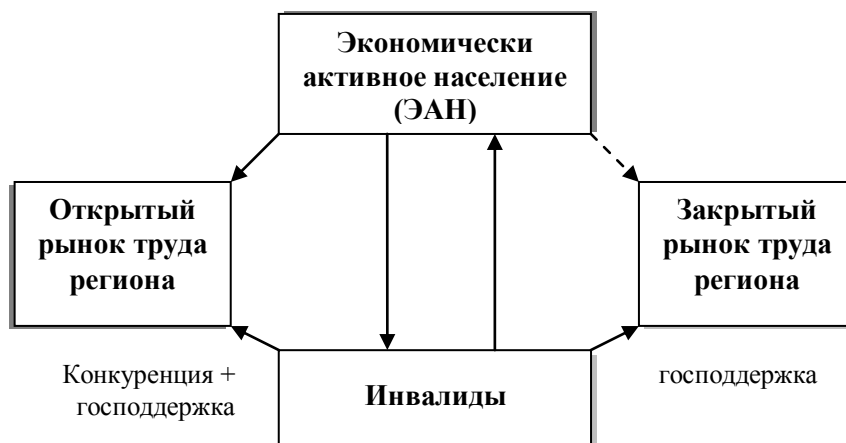 Экономически
активное население
(ЭАН)
Открытый
рынок труда
региона
Закрытый
рынок труда
региона
Конкуренция +
господдержка
Инвалиды
господдержка